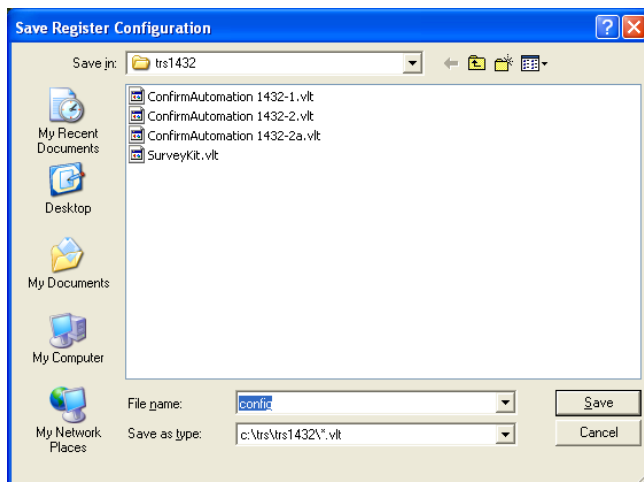 Save Register Configuration
Save in: trs1432
ConfirmAutomation 1432-1.vlt
ConfirmAutomation 1432-2.vlt
ConfirmAutomation 1432-2a.vlt
SurveyKit.vlt
My Recent
Documents
Desktop
My Documents
My Computer
My Network
Places
File name: config
Save
Save as type: c:\trs\trs1432\*.vlt
Cancel